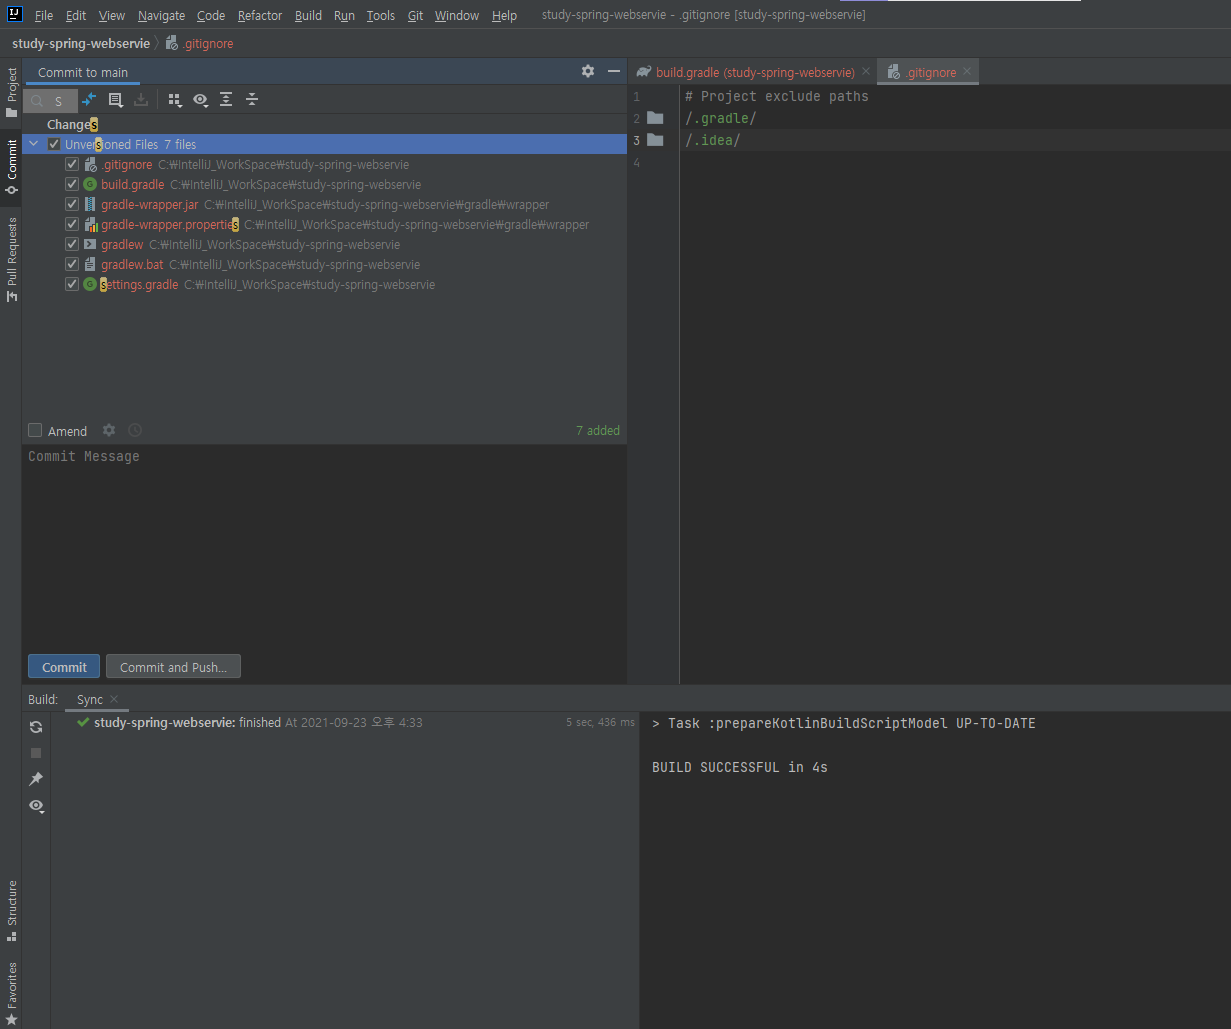 File Edit View Navigate Code Refactor Build Run Tools Git Window Help study-spring-webservie - .gitignore [study-spring-webservie]
study-spring-webservie .gitignore
Project
Commit
Pull Requests
Structure
Favorites
Commit to main
S
Changes
Unversioned Files 7 files
.gitignore C:₩IntelliJ_WorkSpace₩study-spring-webservie
build.gradle C:₩IntelliJ_WorkSpace₩study-spring-webservie
gradle-wrapper.jar C:₩IntelliJ_WorkSpace₩study-spring-webservie₩gradle₩wrapper
gradle-wrapper.properties C:₩IntelliJ_WorkSpace₩study-spring-webservie₩gradle₩wrapper
gradlew C:₩IntelliJ_WorkSpace₩study-spring-webservie
gradlew.bat C:₩IntelliJ_WorkSpace₩study-spring-webservie
settings.gradle C:₩IntelliJ_WorkSpace₩study-spring-webservie
Amend 7 added
Commit Message
Commit Commit and Push...
build.gradle (study-spring-webservie) .gitignore
1 # Project exclude paths
2 /.gradle/
3 /.idea/
4
Build: Sync
study-spring-webservie: finished At 2021-09-23 오후 4:33 5 sec, 436 ms
> Task :prepareKotlinBuildScriptModel UP-TO-DATE
BUILD SUCCESSFUL in 4s